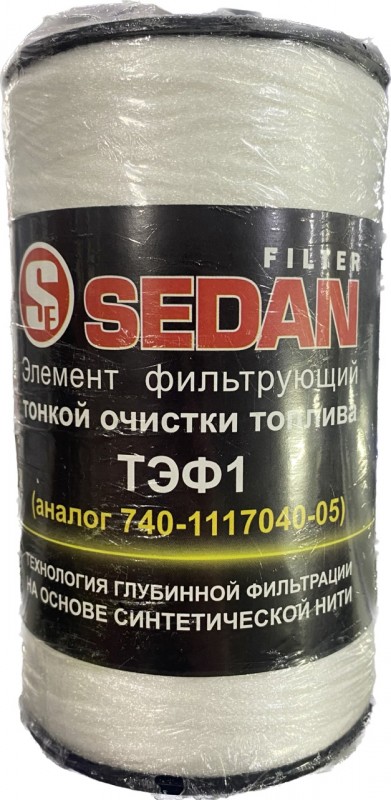 FILTER
SF SEDAN
Элемент фильтрующий
тонкой очистки топлива
ТЭФ1
(аналог 740-1117040-05)
ТЕХНОЛОГИЯ ГЛУБИННОЙ ФИЛЬТРАЦИИ
НА ОСНОВЕ СИНТЕТИЧЕСКОЙ НИТИ